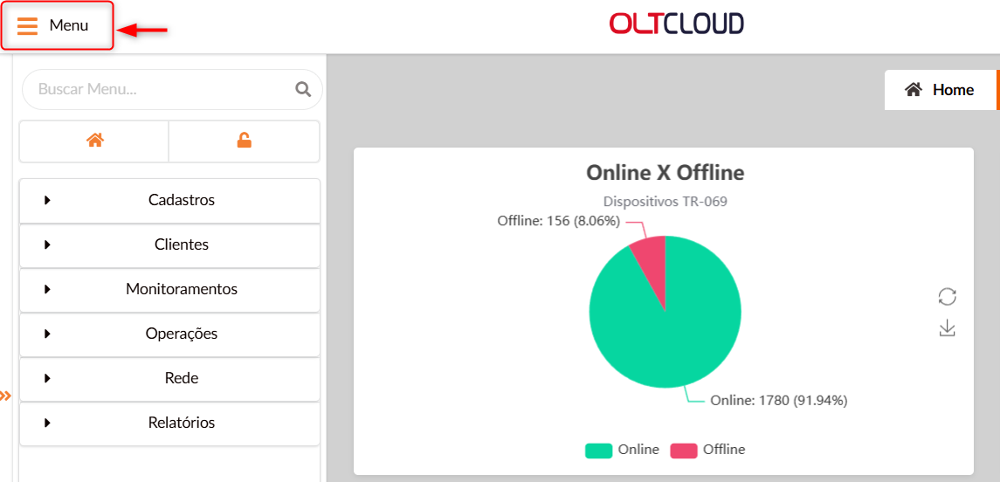 Menu
OLTCLOUD
Buscar Menu...
Home
Cadastros
Clientes
Monitoramentos
Operações
Rede
Relatórios
Online X Offline
Dispositivos TR-069
Offline: 156 (8.06%)
Online: 1780 (91.94%)
Online Offline